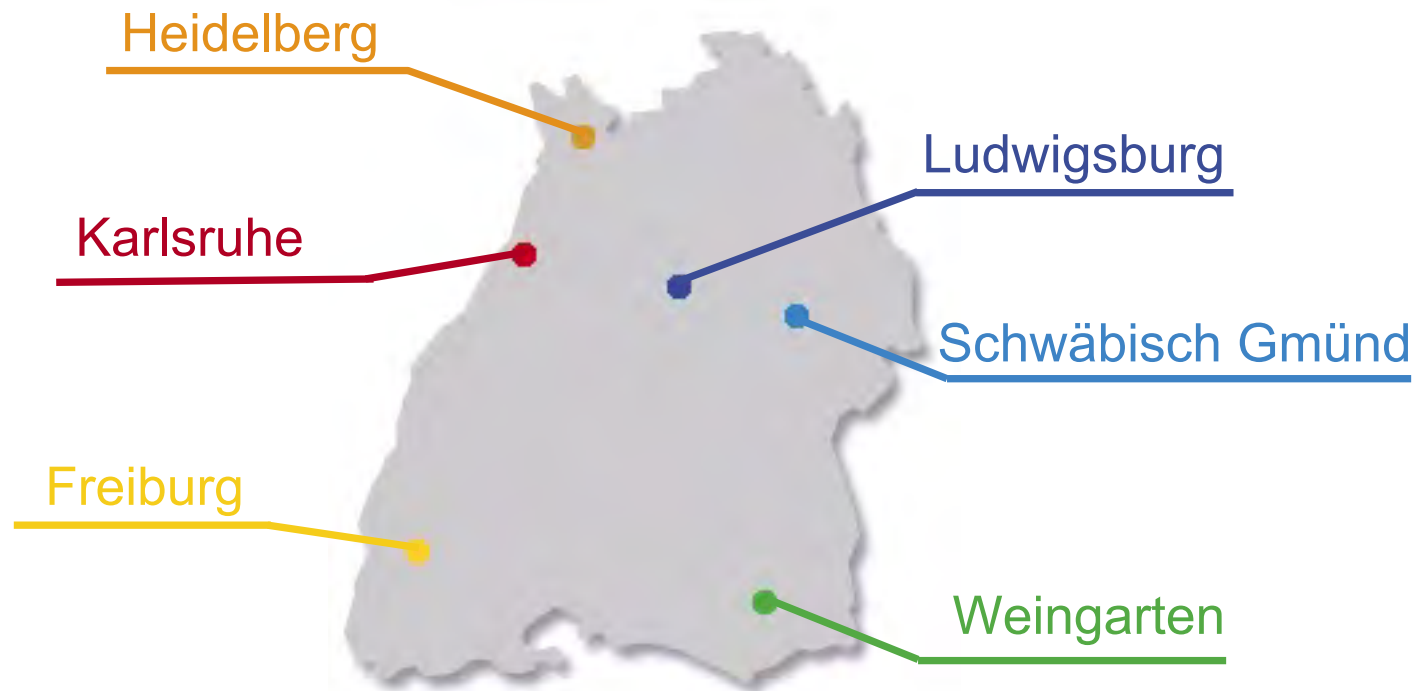 Heidelberg
Ludwigsburg
Karlsruhe
Schwäbisch Gmünd
Freiburg
Weingarten